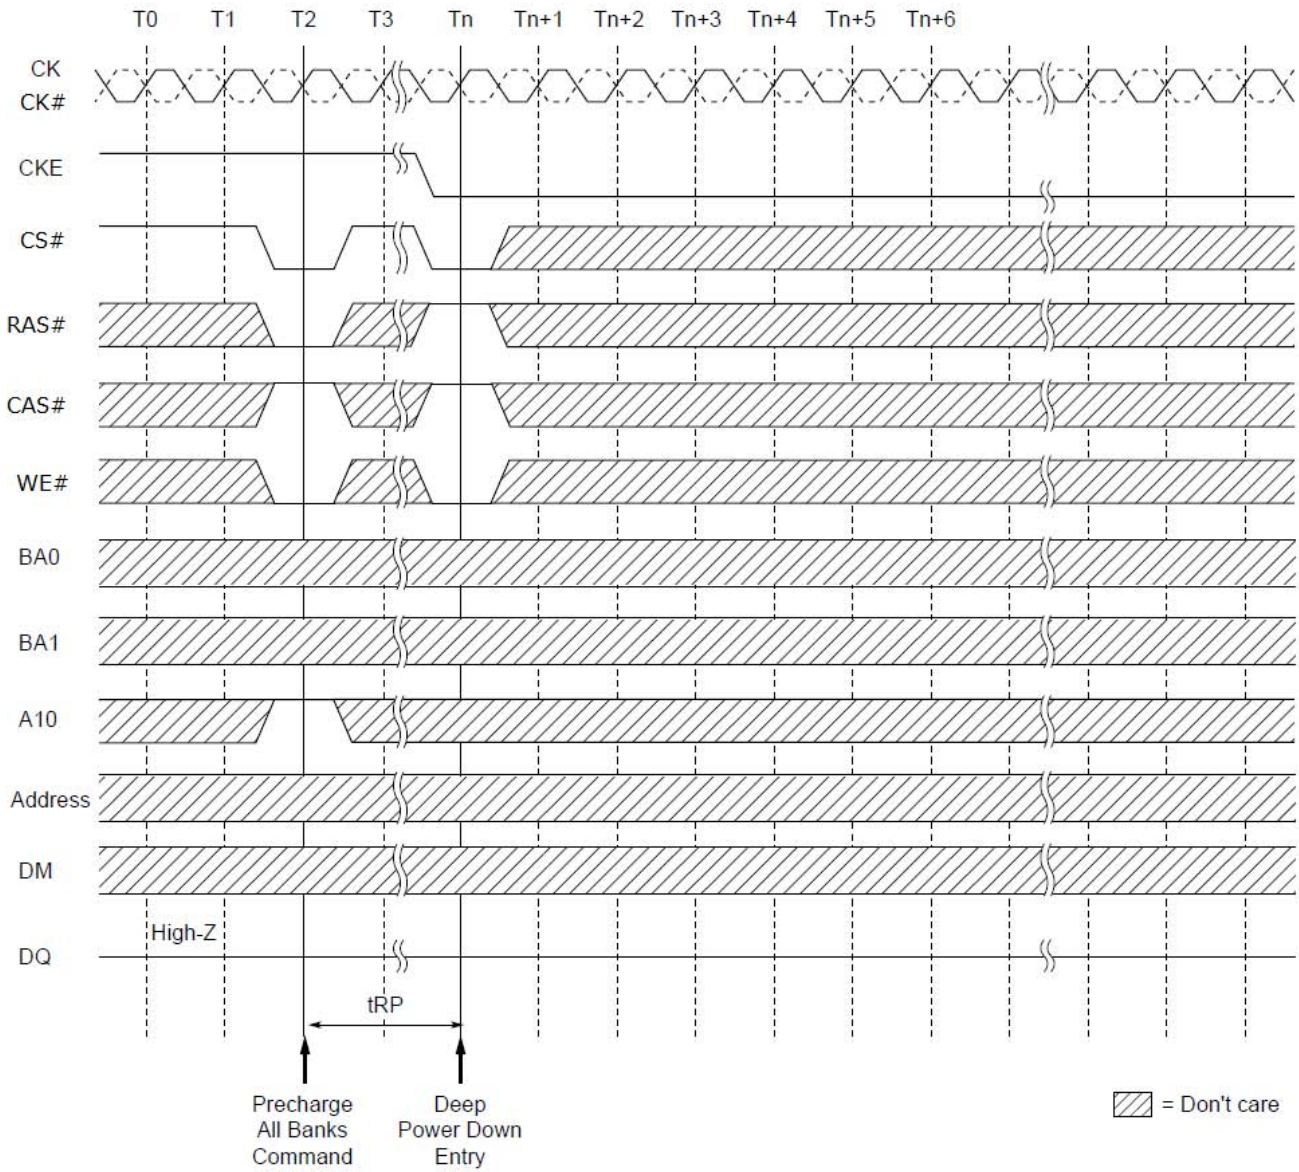 T0 T1 T2 T3 Tn Tn+1 Tn+2 Tn+3 Tn+4 Tn+5 Tn+6
CK
CK#
CKE
CS#
RAS#
CAS#
WE#
BA0
BA1
A10
Address
DM
High-Z
DQ
tRP
Precharge
All Banks
Command
Deep
Power Down
Entry
= Don't care